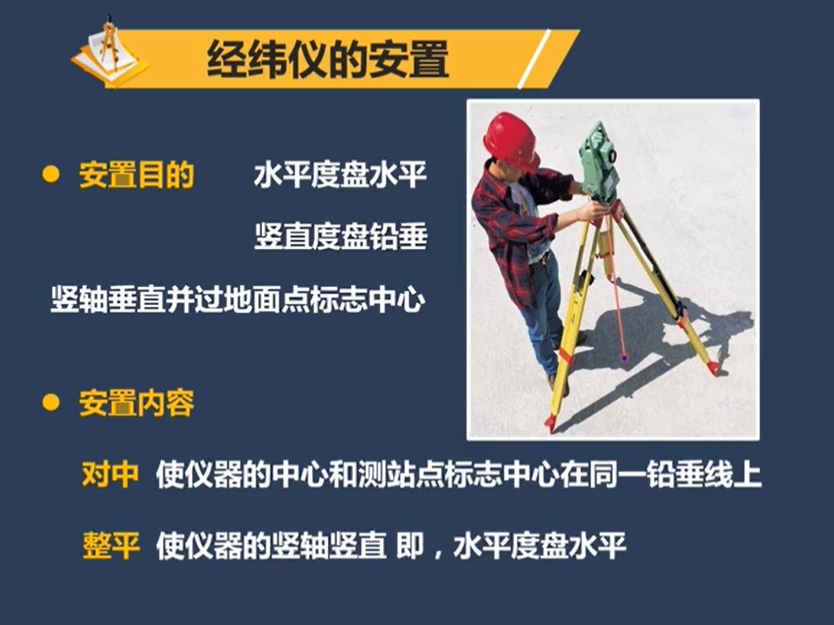 经纬仪的安置
安置目的 水平度盘水平
竖直度盘铅垂
竖轴垂直并过地面点标志中心
安置内容
对中 使仪器的中心和测站点标志中心在同一铅垂线上
整平 使仪器的竖轴竖直 即，水平度盘水平